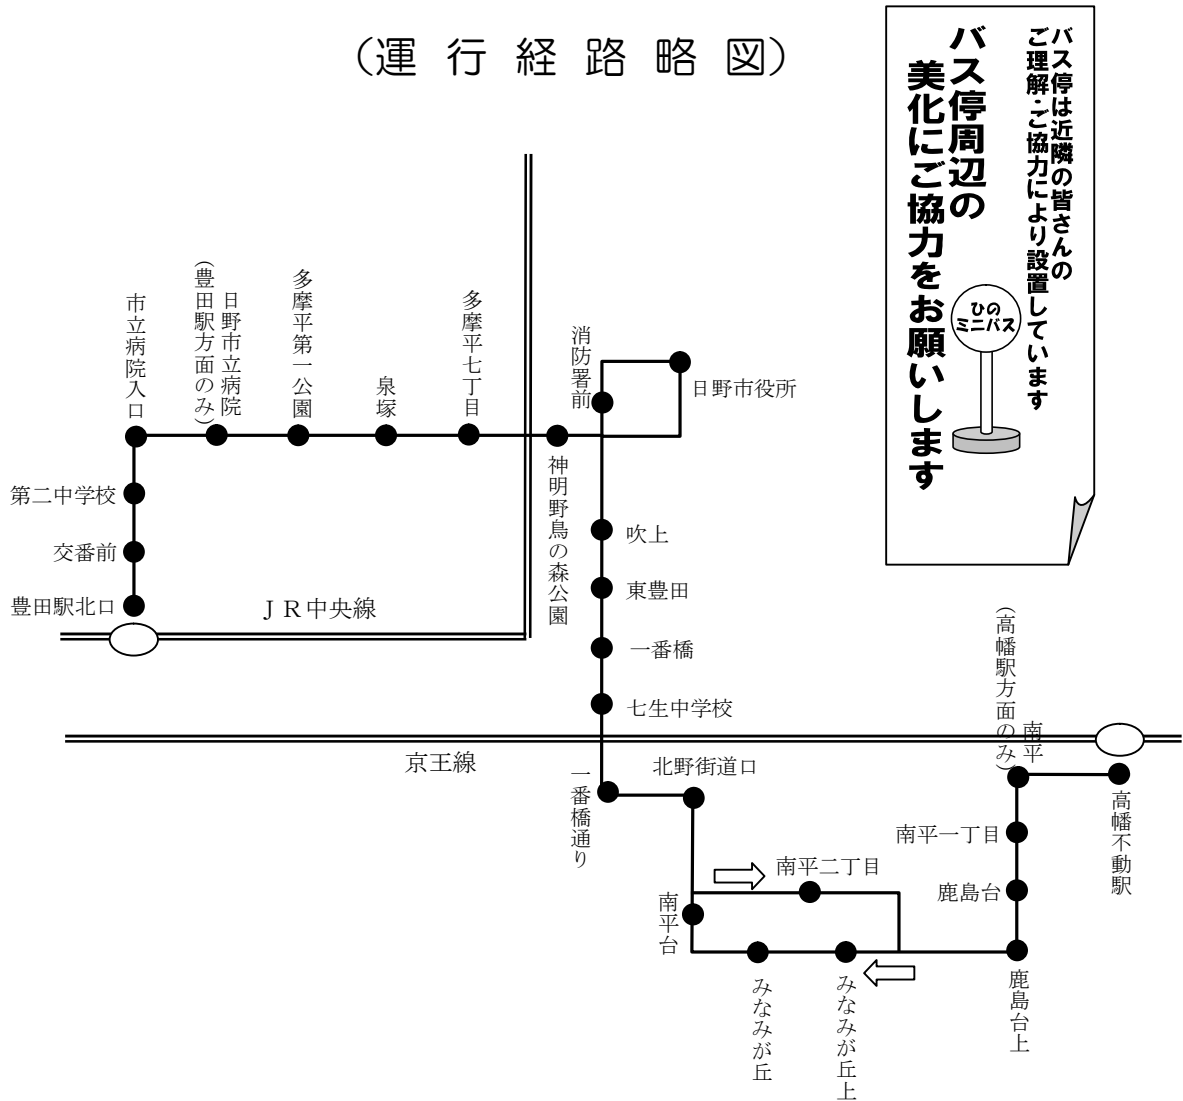 （運行経路略図）
バス停は近隣の皆さんの
ご理解・ご協力により設置しています
バス停周辺の
美化にご協力をお願いします
ひの
ミニバス
市立病院入口
日野市立病院
（豊田駅方面のみ）
多摩平第一公園
泉塚
多摩平七丁目
消防署前
日野市役所
神明野鳥の森公園
第二中学校
交番前
豊田駅北口
ＪＲ中央線
吹上
東豊田
一番橋
七生中学校
京王線
一番橋通り
北野街道口
南平二丁目
南平台
みなみが丘
みなみが丘上
南平
（高幡駅方面のみ）
南平一丁目
鹿島台
鹿島台上
高幡不動駅